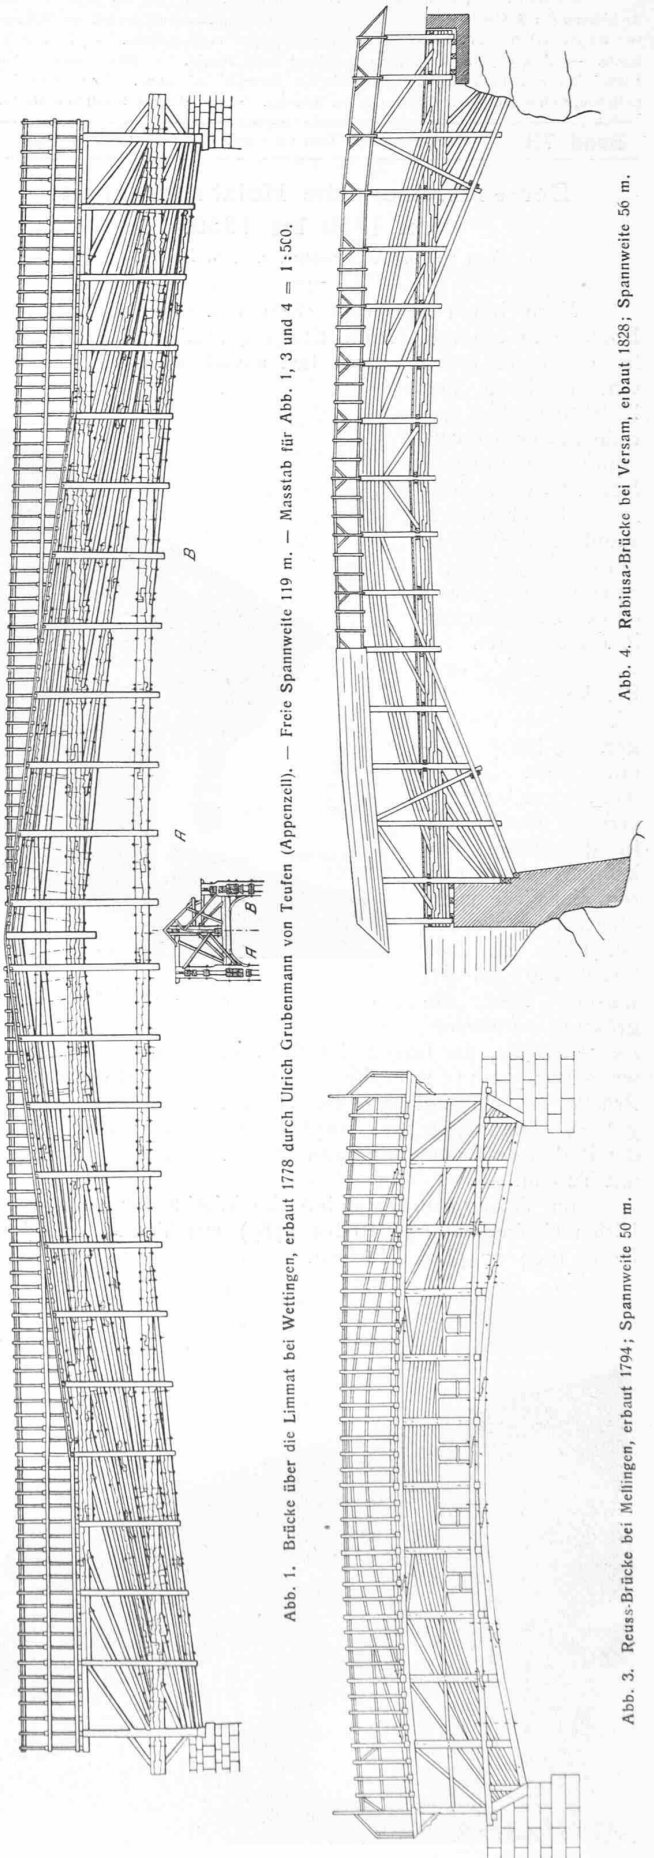 Abb. 1. Brücke über die Limmat bei Wettingen, erbaut 1778 durch Ulrich Grubenmann von Teufen (Appenzell). — Freie Spannweite 119 m. — Masstab für Abb. 1, 3 und 4 = 1:500.
A
B
A B
Abb. 3. Reuss-Brücke bei Mellingen, erbaut 1794; Spannweite 50 m.
Abb. 4. Rabiusa-Brücke bei Versam, erbaut 1828; Spannweite 56 m.